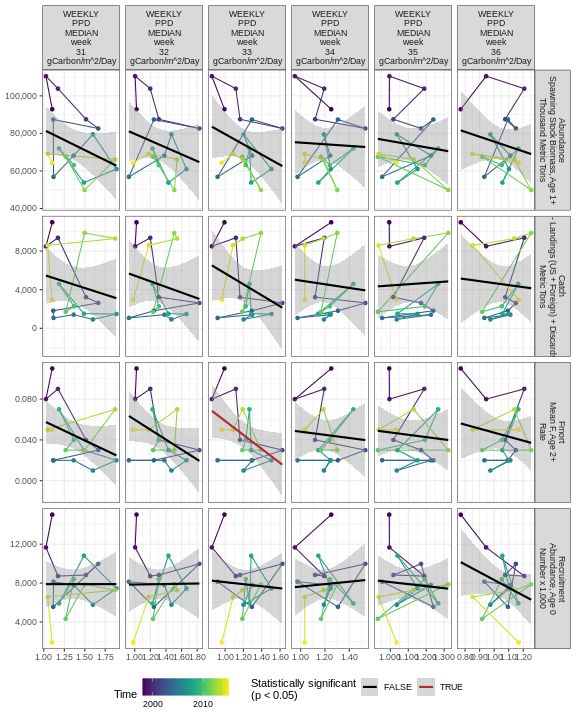 WEEKLY
PPD
MEDIAN
week
31
gCarbon/m^2/Day
WEEKLY
PPD
MEDIAN
week
32
gCarbon/m^2/Day
WEEKLY
PPD
MEDIAN
week
33
gCarbon/m^2/Day
WEEKLY
PPD
MEDIAN
week
34
gCarbon/m^2/Day
WEEKLY
PPD
MEDIAN
week
35
gCarbon/m^2/Day
WEEKLY
PPD
MEDIAN
week
36
gCarbon/m^2/Day
100,000
80,000
60,000
40,000
Abundance
Spawning Stock Biomass, Age 1+
Thousand Metric Tons
8,000
4,000
0
Catch
- Landings (US + Foreign) + Discards
Metric Tons
0.080
0.040
0.000
Fmort
Mean F, Age 2+
Rate
12,000
8,000
4,000
Recruitment
Abundance, Age 0
Number x 1,000
1.00 1.25 1.50 1.75
1.00 1.20 1.40 1.60 1.80
1.00 1.20 1.40 1.60
1.00 1.20 1.40
1.00 1.10 1.20 1.30
0.80 0.90 1.00 1.10 1.20
Time
2000 2010
Statistically significant
(p < 0.05)
FALSE
TRUE